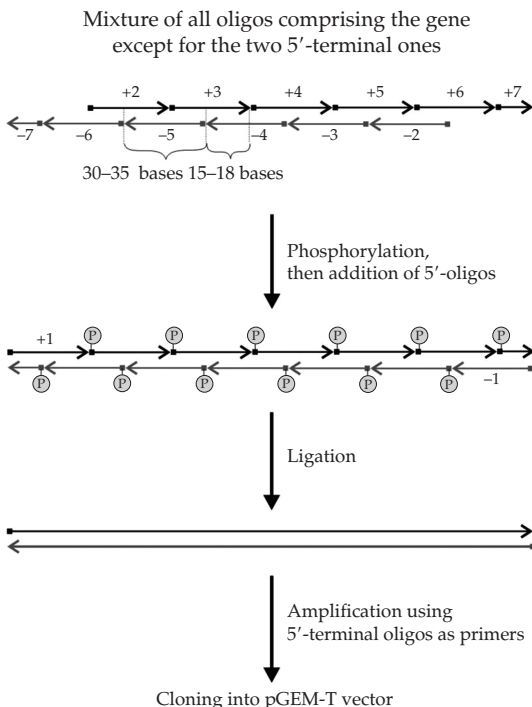 Mixture of all oligos comprising the gene
except for the two 5′-terminal ones
+2 +3 +4 +5 +6 +7
–7 –6 –5 –4 –3 –2
30–35 bases 15–18 bases
Phosphorylation,
then addition of 5′-oligos
+1 P P P P P P
P P P P P P –1
Ligation
Amplification using
5′-terminal oligos as primers
Cloning into pGEM-T vector